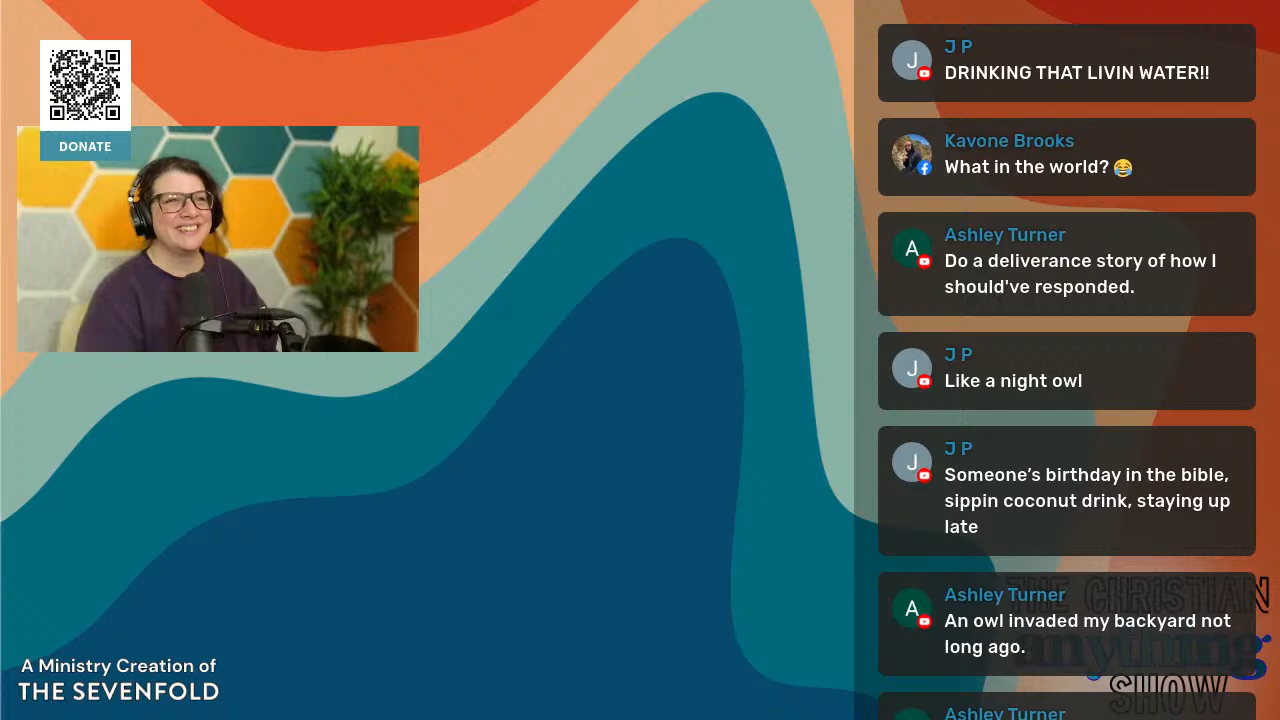 DONATE
A Ministry Creation of
THE SEVENFOLD
J P
DRINKING THAT LIVIN WATER!!
Kavone Brooks
What in the world? 😂
Ashley Turner
Do a deliverance story of how I
should've responded.
J P
Like a night owl
J P
Someone’s birthday in the bible,
sippin coconut drink, staying up
late
Ashley Turner
An owl invaded my backyard not
long ago.
Ashley Turner
THE CHRISTIAN
anything
SHOW